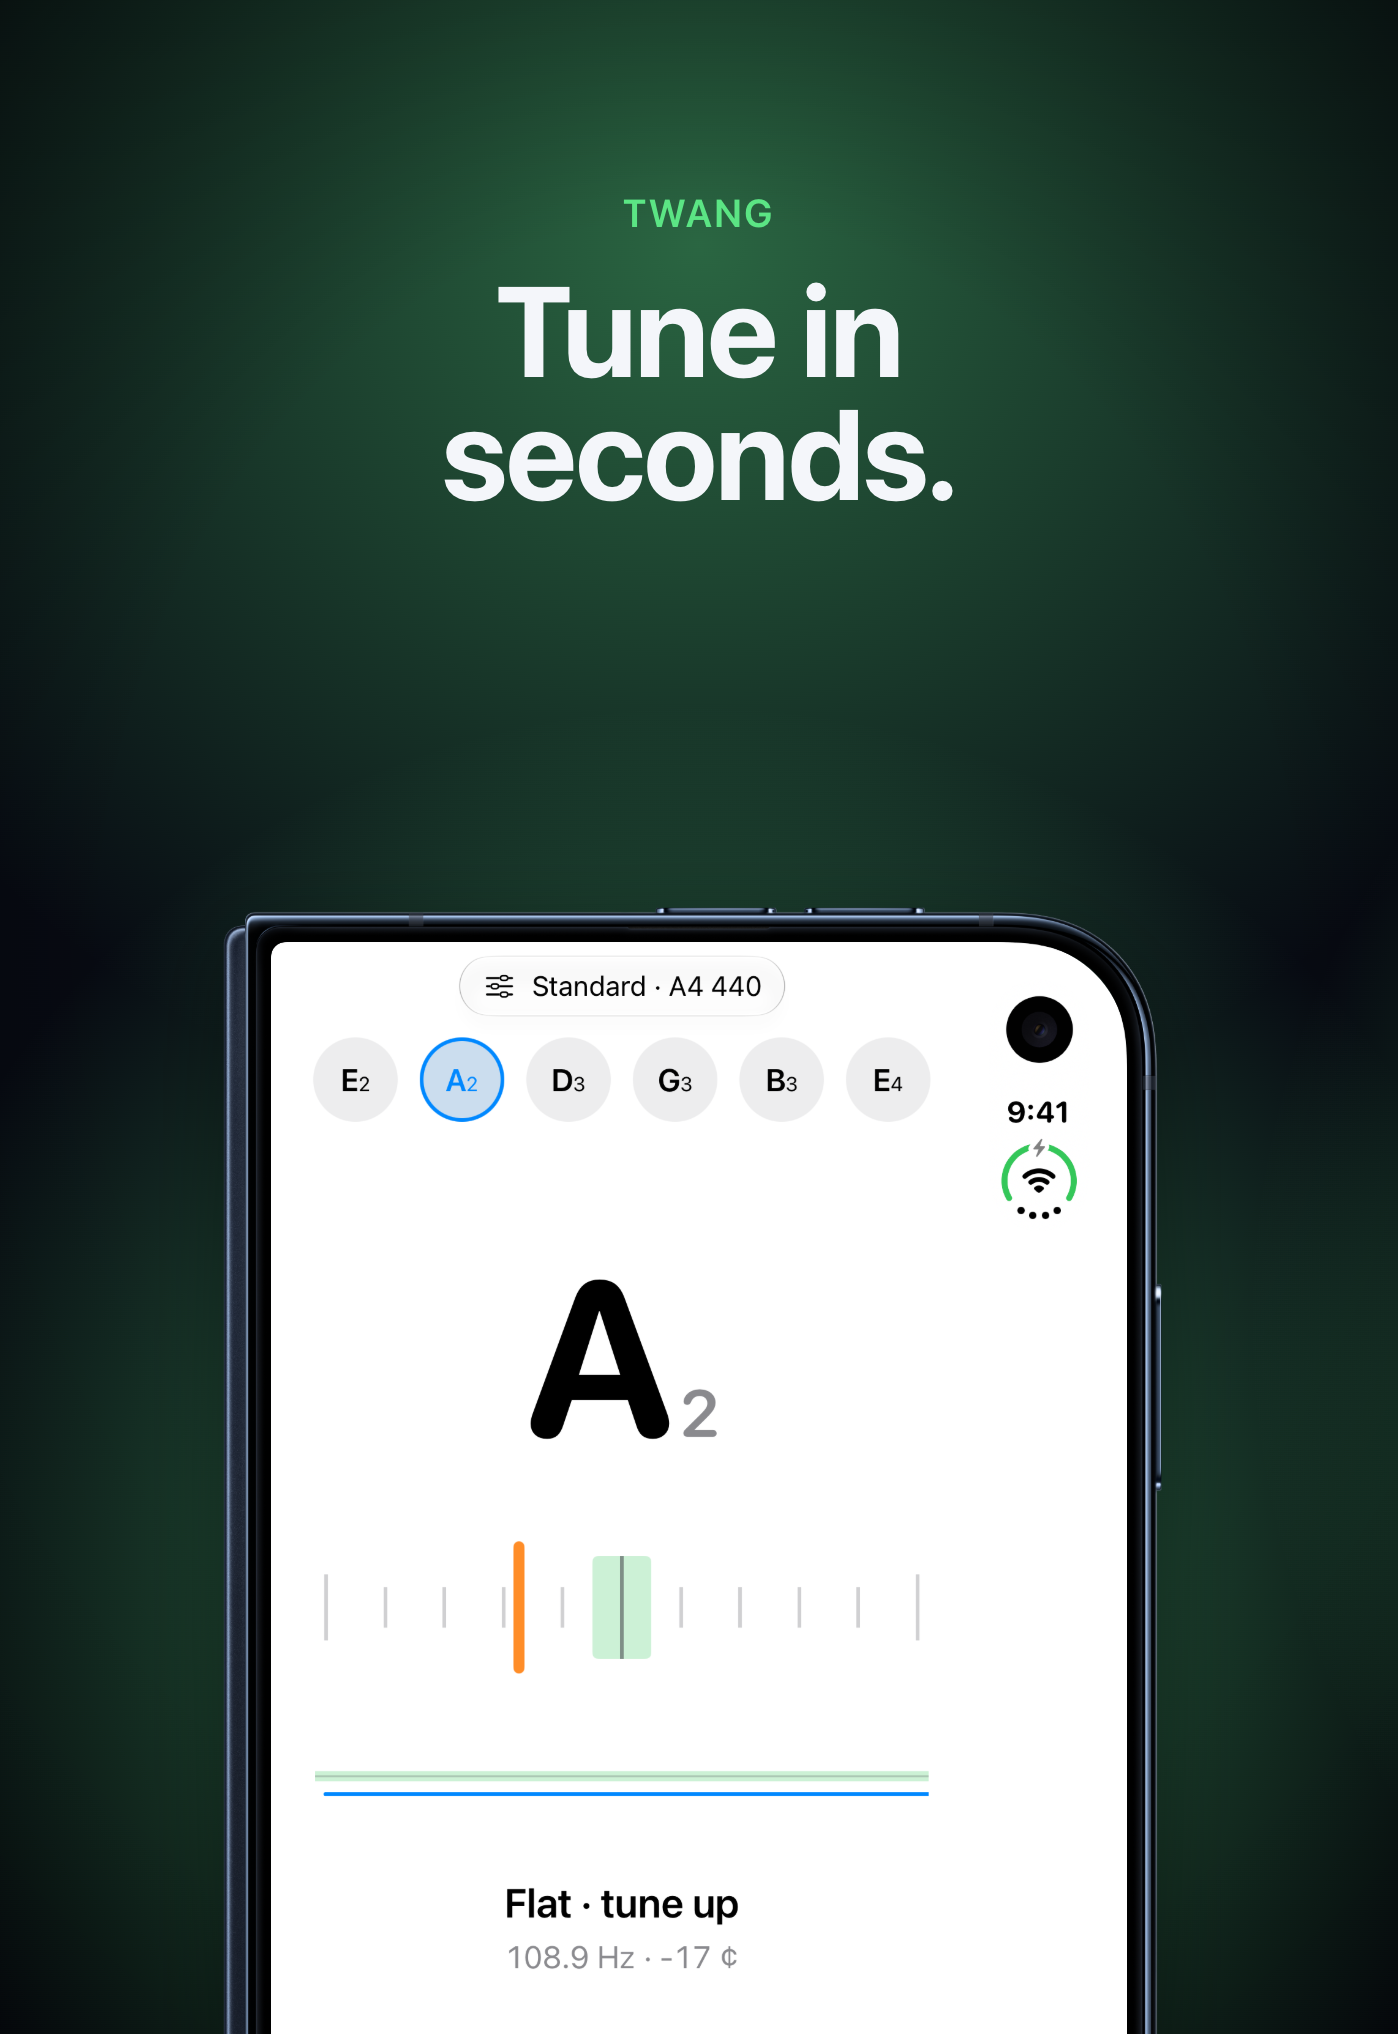 TWANG
Tune in
seconds.
Standard · A4 440
E2 A2 D3 G3 B3 E4
9:41
A2
Flat · tune up
108.9 Hz · -17 ¢